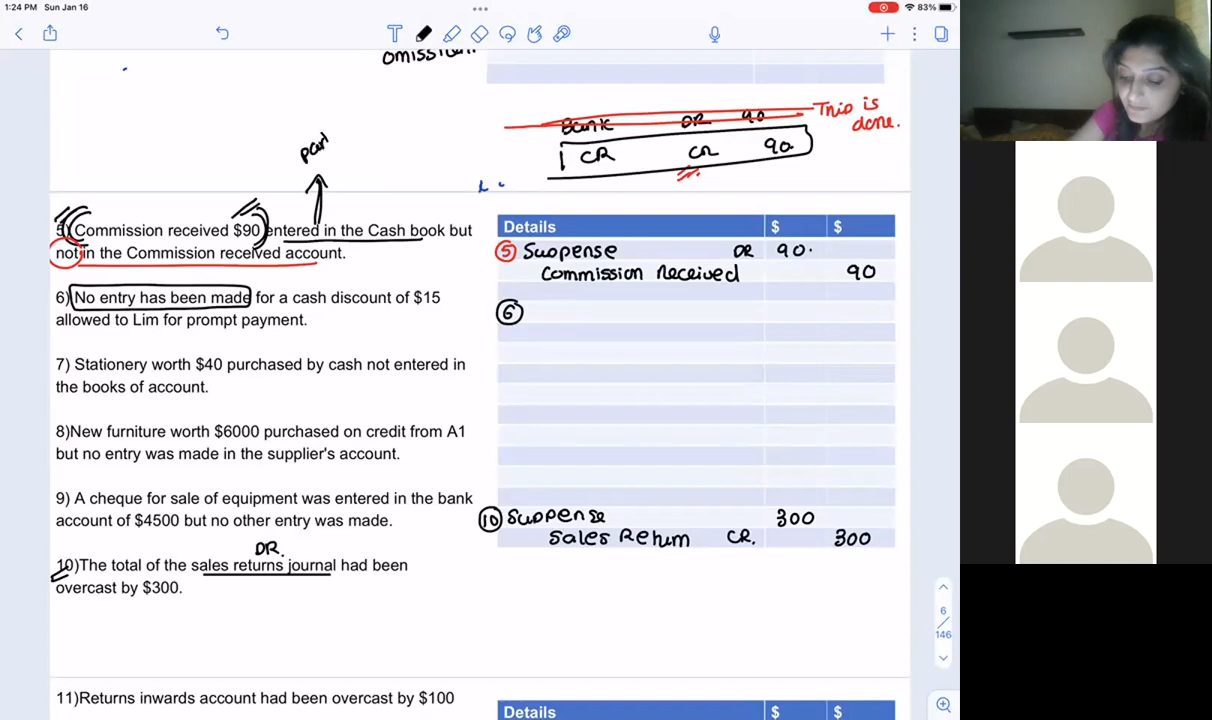 1:24 PM Sun Jan 16
83%
omission.
Bank DR 90
This is
done.
CR CR 90
part
5) Commission received $90 entered in the Cash book but
not in the Commission received account.
6) No entry has been made for a cash discount of $15
allowed to Lim for prompt payment.
7) Stationery worth $40 purchased by cash not entered in
the books of account.
8)New furniture worth $6000 purchased on credit from A1
but no entry was made in the supplier's account.
9) A cheque for sale of equipment was entered in the bank
account of $4500 but no other entry was made.
DR.
10)The total of the sales returns journal had been
overcast by $300.
Details $ $
5 Suspense DR 90.
Commission Received 90
6
10 Suspense 300
Sales Return CR. 300
6
146
11)Returns inwards account had been overcast by $100
Details $ $